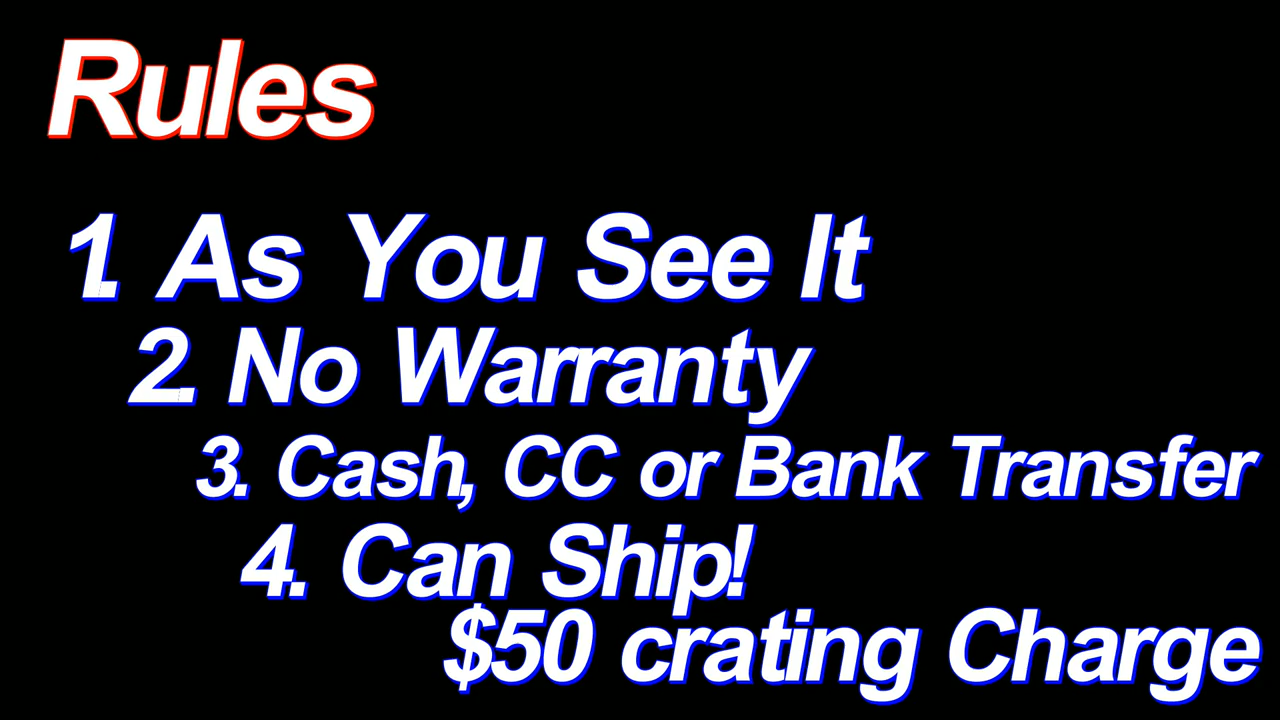 Rules
1. As You See It
2. No Warranty
3. Cash, CC or Bank Transfer
4. Can Ship!
$50 crating Charge